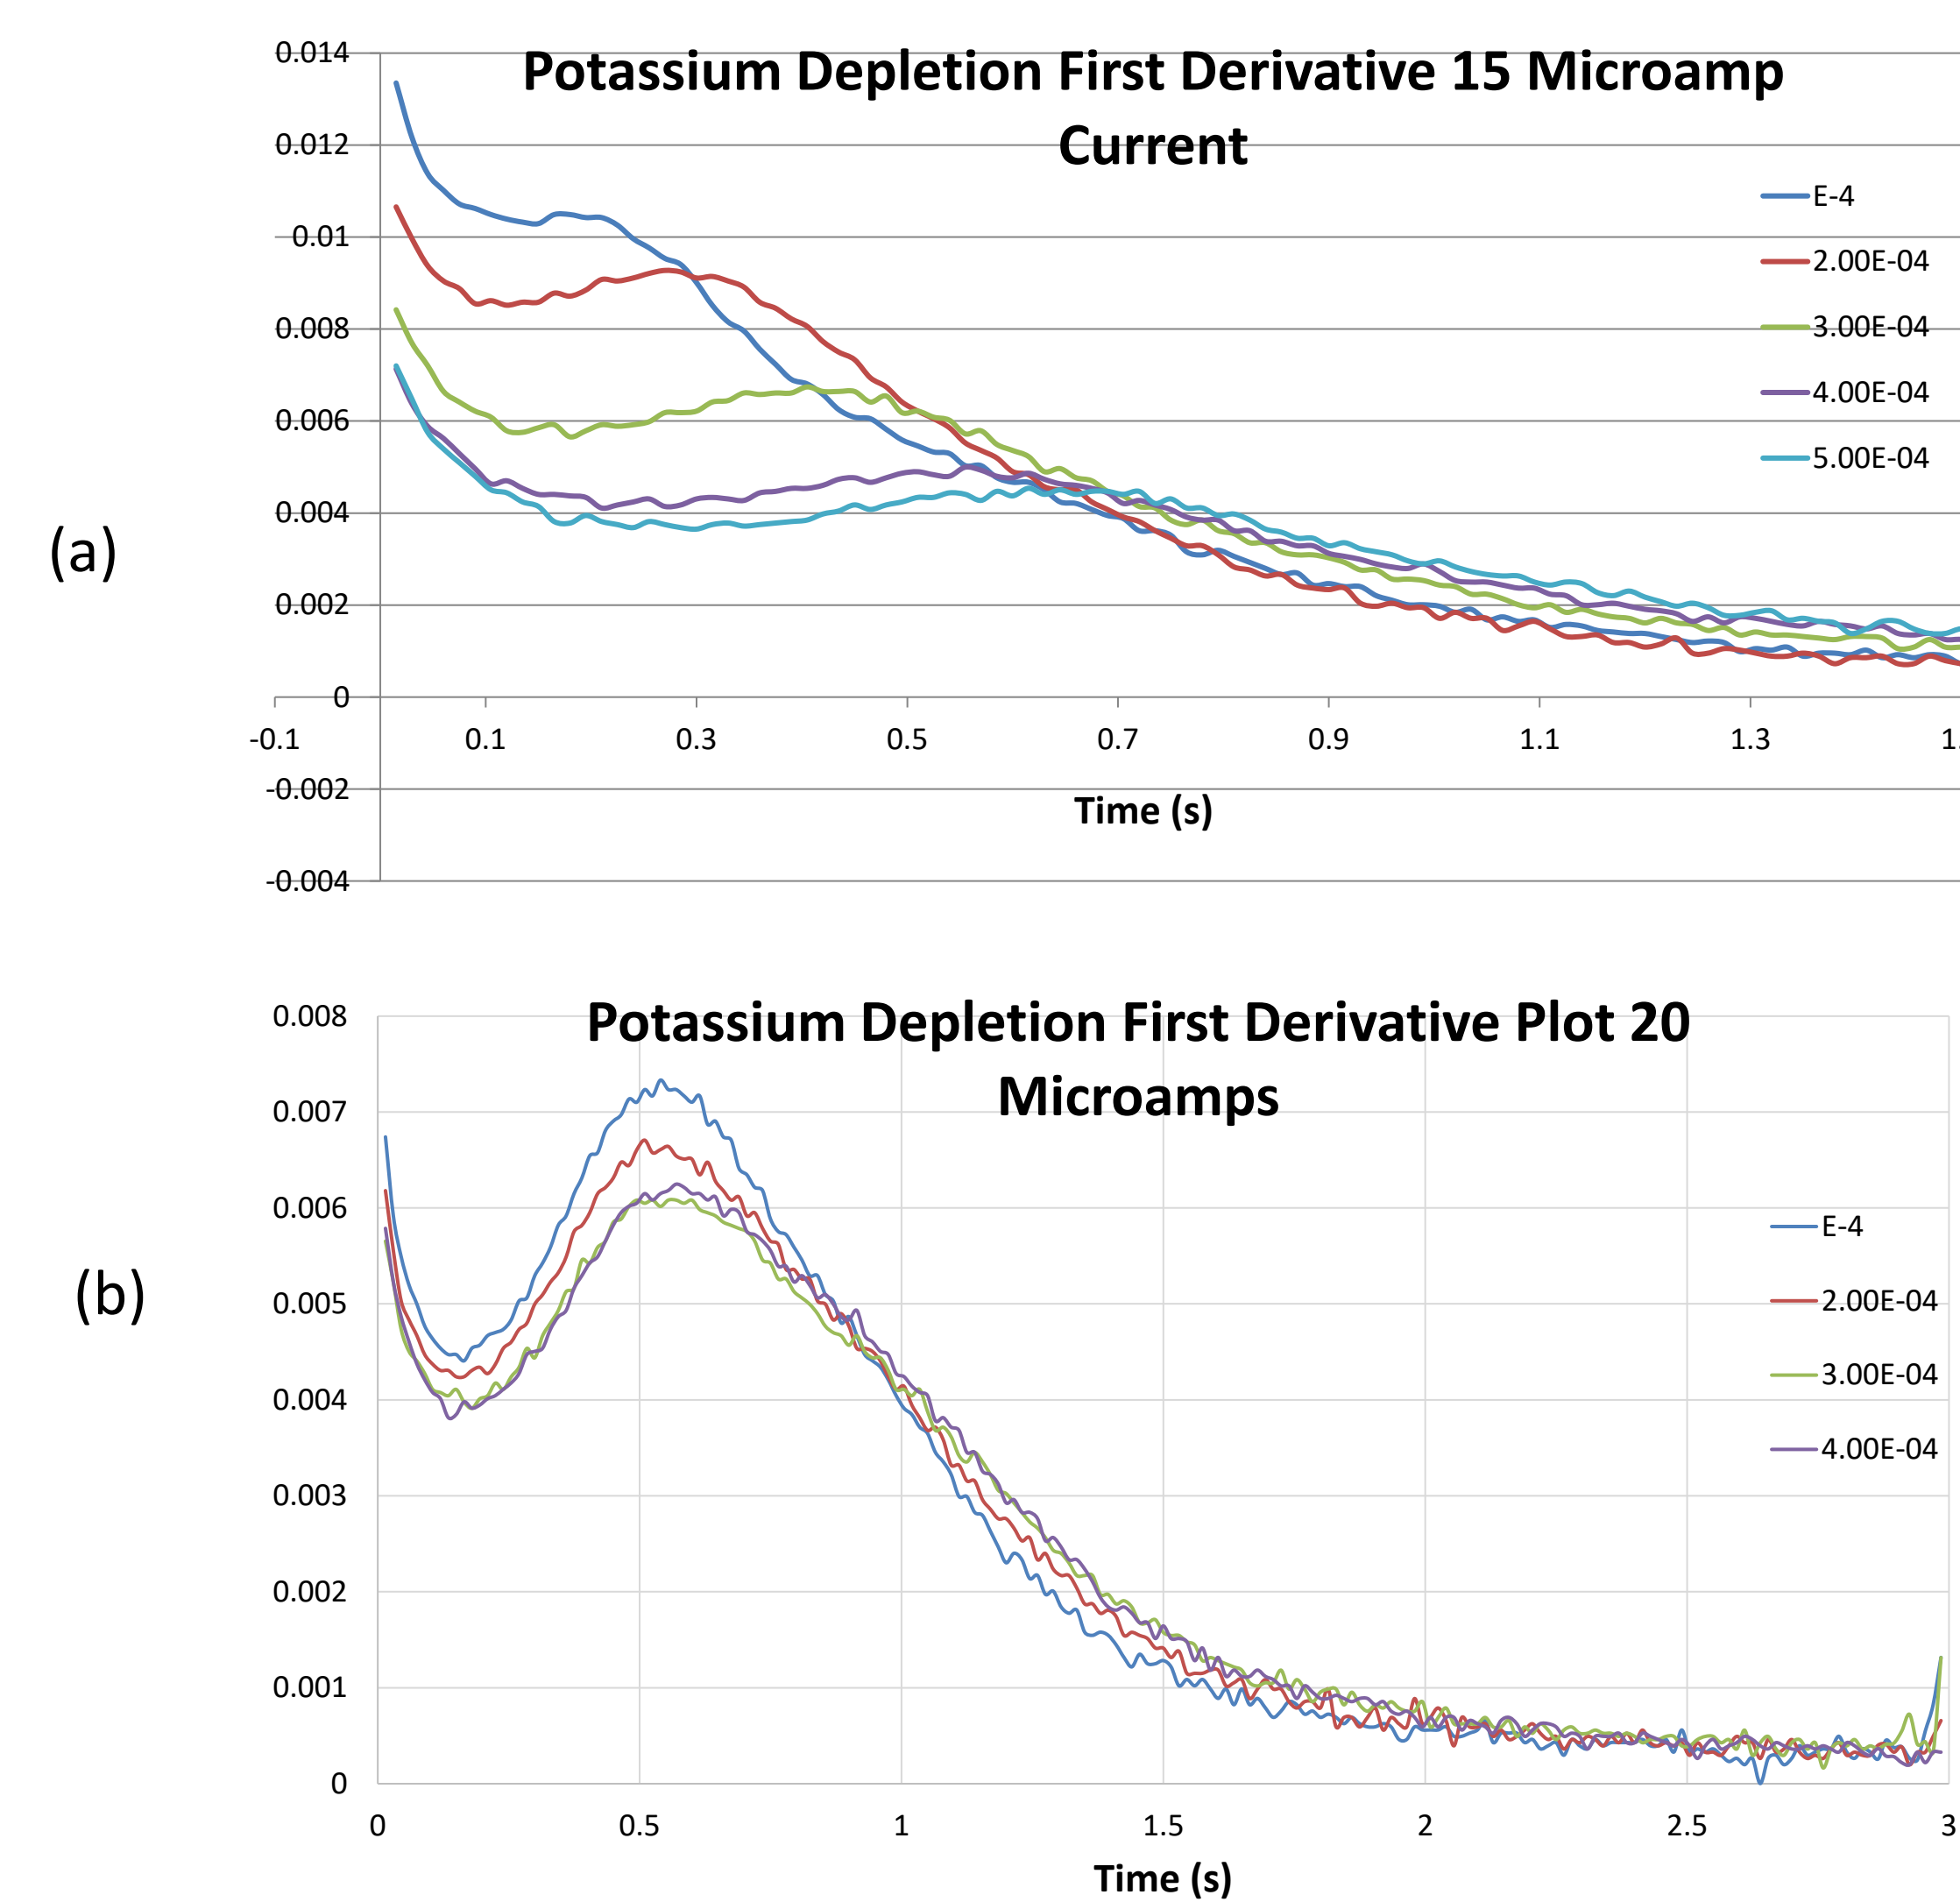 Potassium Depletion First Derivative 15 Microamp
Current
0.014
0.012
0.01
0.008
0.006
0.004
0.002
0
-0.002
-0.004
-0.1
0.1
0.3
0.5
0.7
0.9
1.1
1.3
Time (s)
E-4
2.00E-04
3.00E-04
4.00E-04
5.00E-04
(a)
Potassium Depletion First Derivative Plot 20
Microamps
0.008
0.007
0.006
0.005
0.004
0.003
0.002
0.001
0
0
0.5
1
1.5
2
2.5
3
Time (s)
E-4
2.00E-04
3.00E-04
4.00E-04
(b)